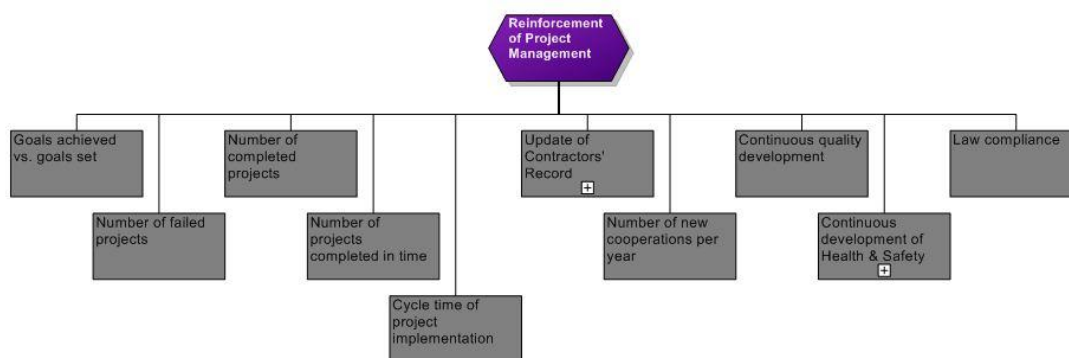 Reinforcement
of Project
Management
Goals achieved
vs. goals set
Number of
completed
projects
Update of
Contractors'
Record
Continuous quality
development
Law compliance
Number of failed
projects
Number of
projects
completed in time
Number of new
cooperations per
year
Continuous
development of
Health & Safety
Cycle time of
project
implementation